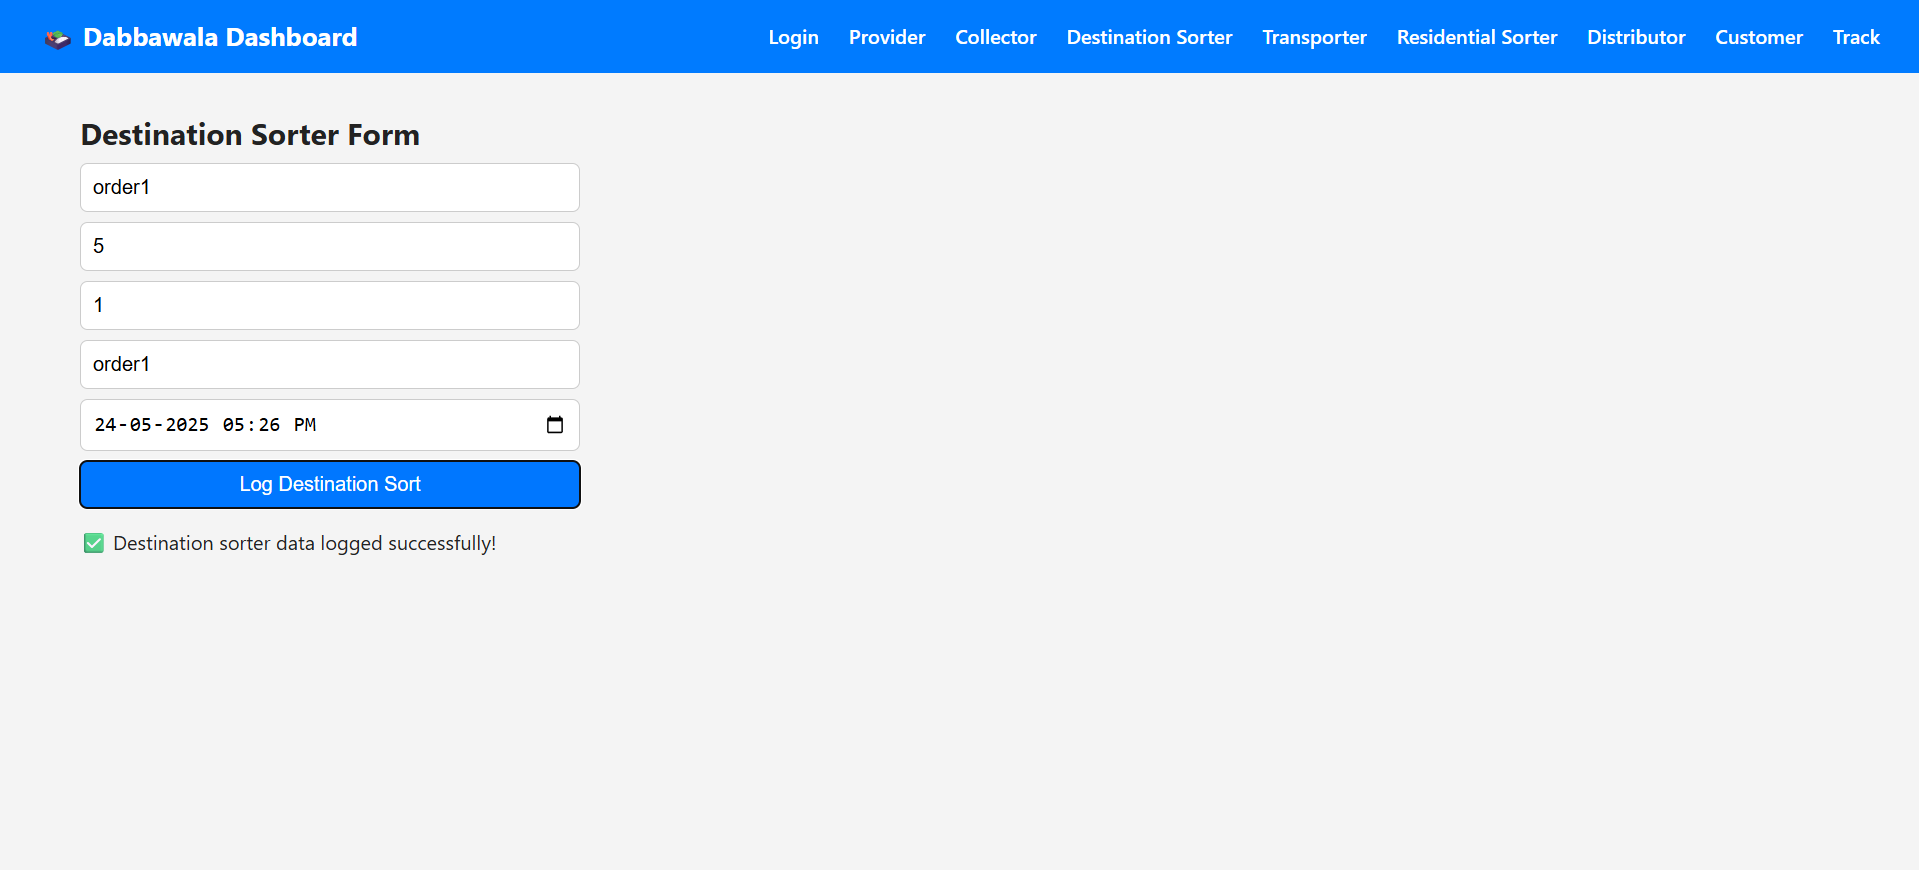 Dabbawala Dashboard
Login Provider Collector Destination Sorter Transporter Residential Sorter Distributor Customer Track
Destination Sorter Form
order1
5
1
order1
24-05-2025 05:26 PM
Log Destination Sort
Destination sorter data logged successfully!